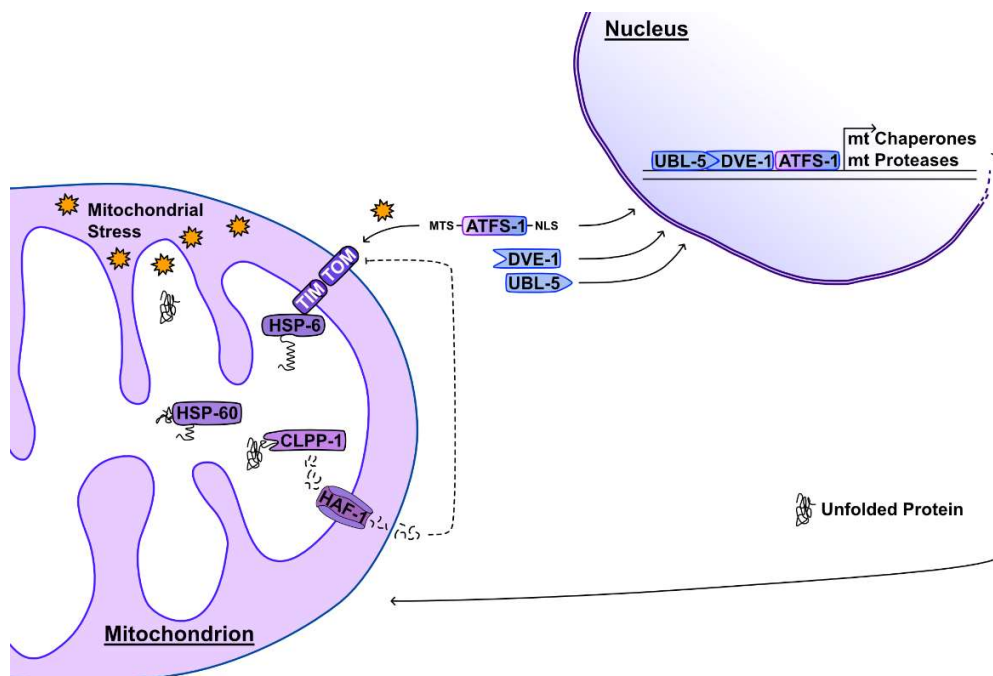 Nucleus
mt Chaperones
UBL-5 DVE-1 ATFS-1 mt Proteases
Mitochondrial
Stress
MTS ATFS-1 NLS
DVE-1
UBL-5
TOM
TIM
HSP-6
HSP-60
CLPP-1
HAF-1
Unfolded Protein
Mitochondrion